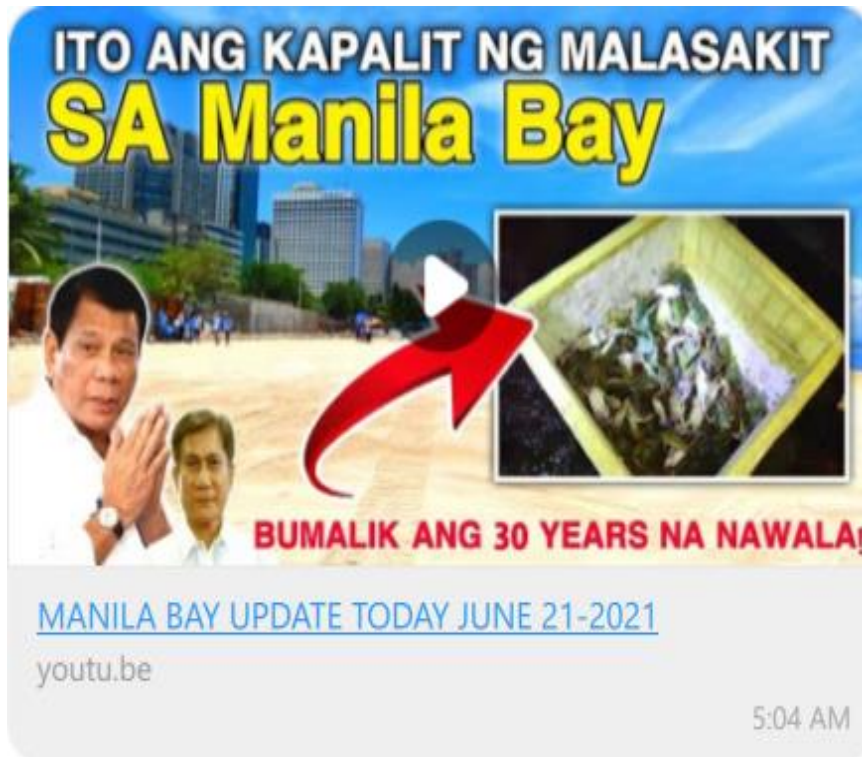 ITO ANG KAPALIT NG MALASAKIT
SA Manila Bay
BUMALIK ANG 30 YEARS NA NAWALA!
MANILA BAY UPDATE TODAY JUNE 21-2021
youtu.be
5:04 AM